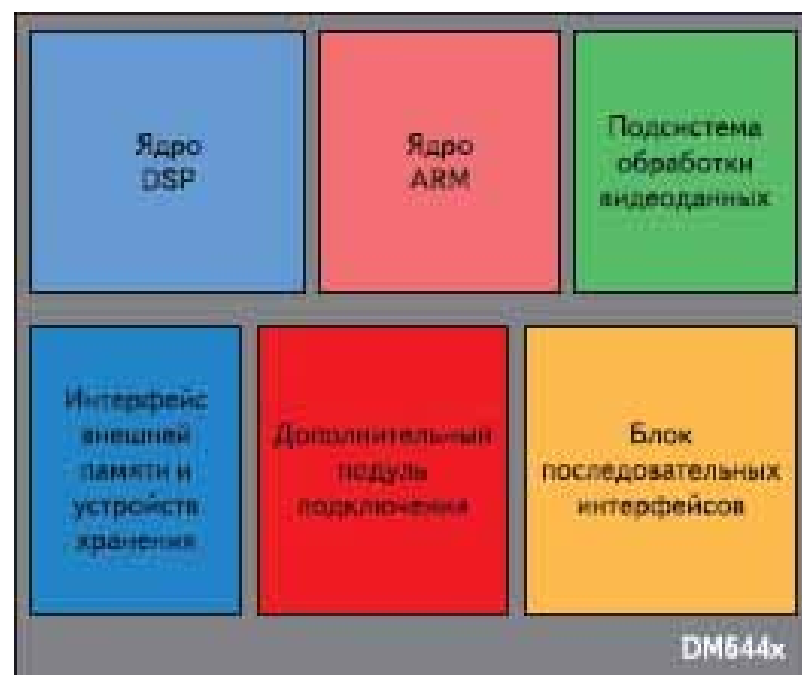 Ядро
DSP
Ядро
ARM
Подсистема
обработки
видеоданных
Интерфейс
внешней
памяти и
устройств
хранения
Дополнительный
модуль
подключения
Блок
последовательных
интерфейсов
DM644x